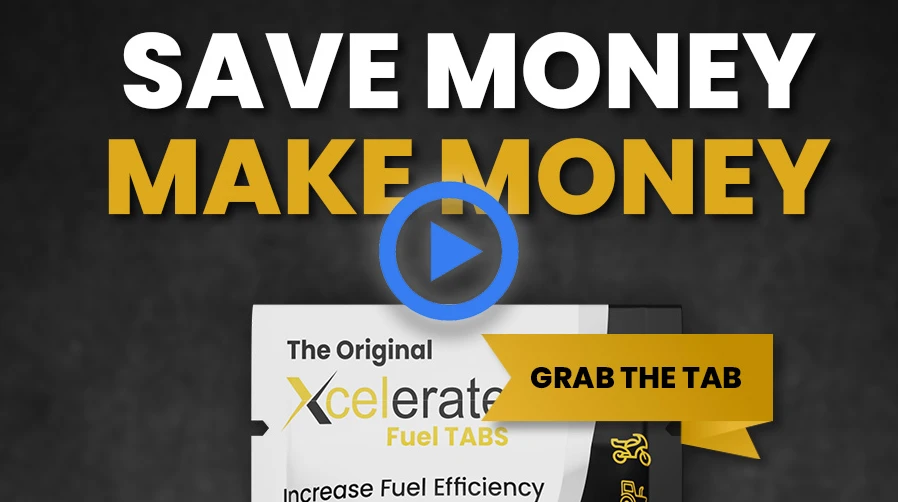 SAVE MONEY
MAKE MONEY
The Original
Xcelerate
Fuel TABS
GRAB THE TAB
Increase Fuel Efficiency